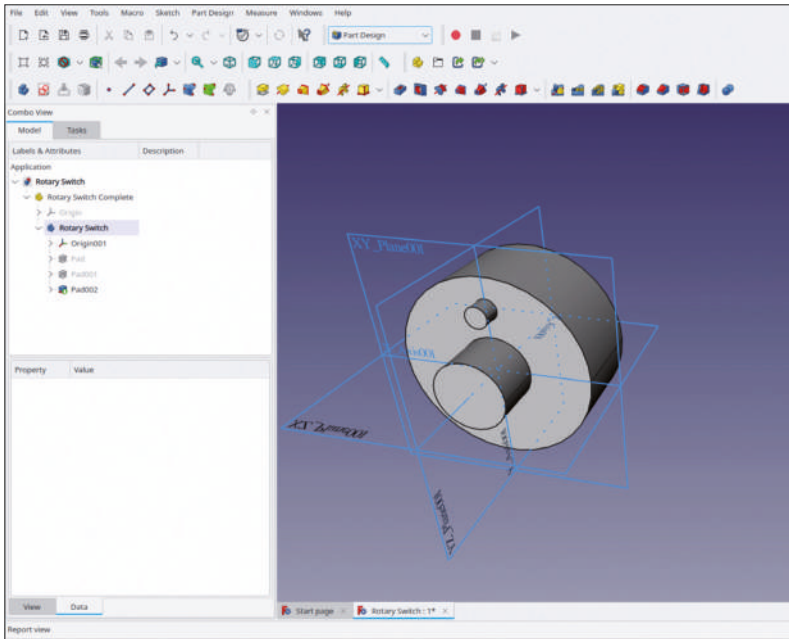 File Edit View Tools Macro Sketch Part Design Measure Windows Help
Part Design
Combo View
Model Tasks
Labels & Attributes Description
Application
Rotary Switch
Rotary Switch Complete
Origin
Rotary Switch
Origin001
Pad
Pad001
Pad002
Property Value
XY_Plane001
View Data
Start page Rotary Switch : 1*
Report view